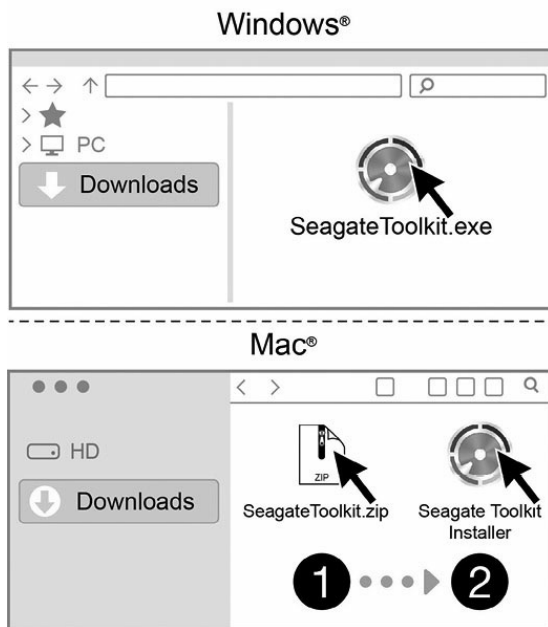 Windows®
PC
Downloads
SeagateToolkit.exe
Mac®
HD
Downloads
ZIP
SeagateToolkit.zip
Seagate Toolkit
Installer
1
2